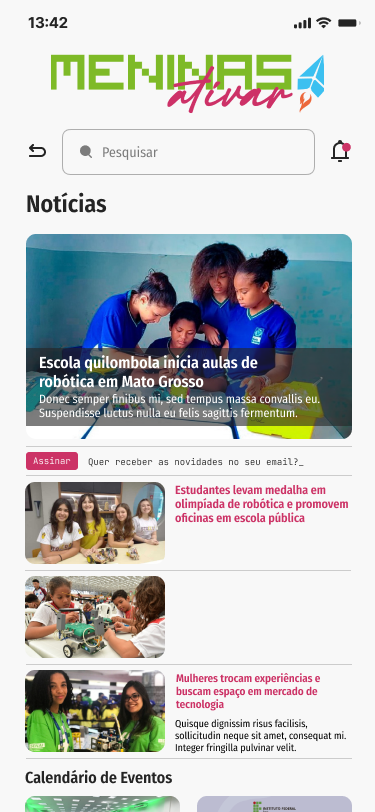 13:42
MENINAS
ativar
Pesquisar
Notícias
Escola quilombola inicia aulas de
robótica em Mato Grosso
Donec semper finibus mi, sed tempus massa convallis eu.
Suspendisse luctus nulla eu felis sagittis fermentum.
Assinar Quer receber as novidades no seu email?_
Estudantes levam medalha em
olimpíada de robótica e promovem
oficinas em escola pública
Mulheres trocam experiências e
buscam espaço em mercado de
tecnologia
Quisque dignissim risus facilisis,
sollicitudin neque sit amet, consequat mi.
Integer fringilla pulvinar velit.
Calendário de Eventos
INSTITUTO FEDERAL